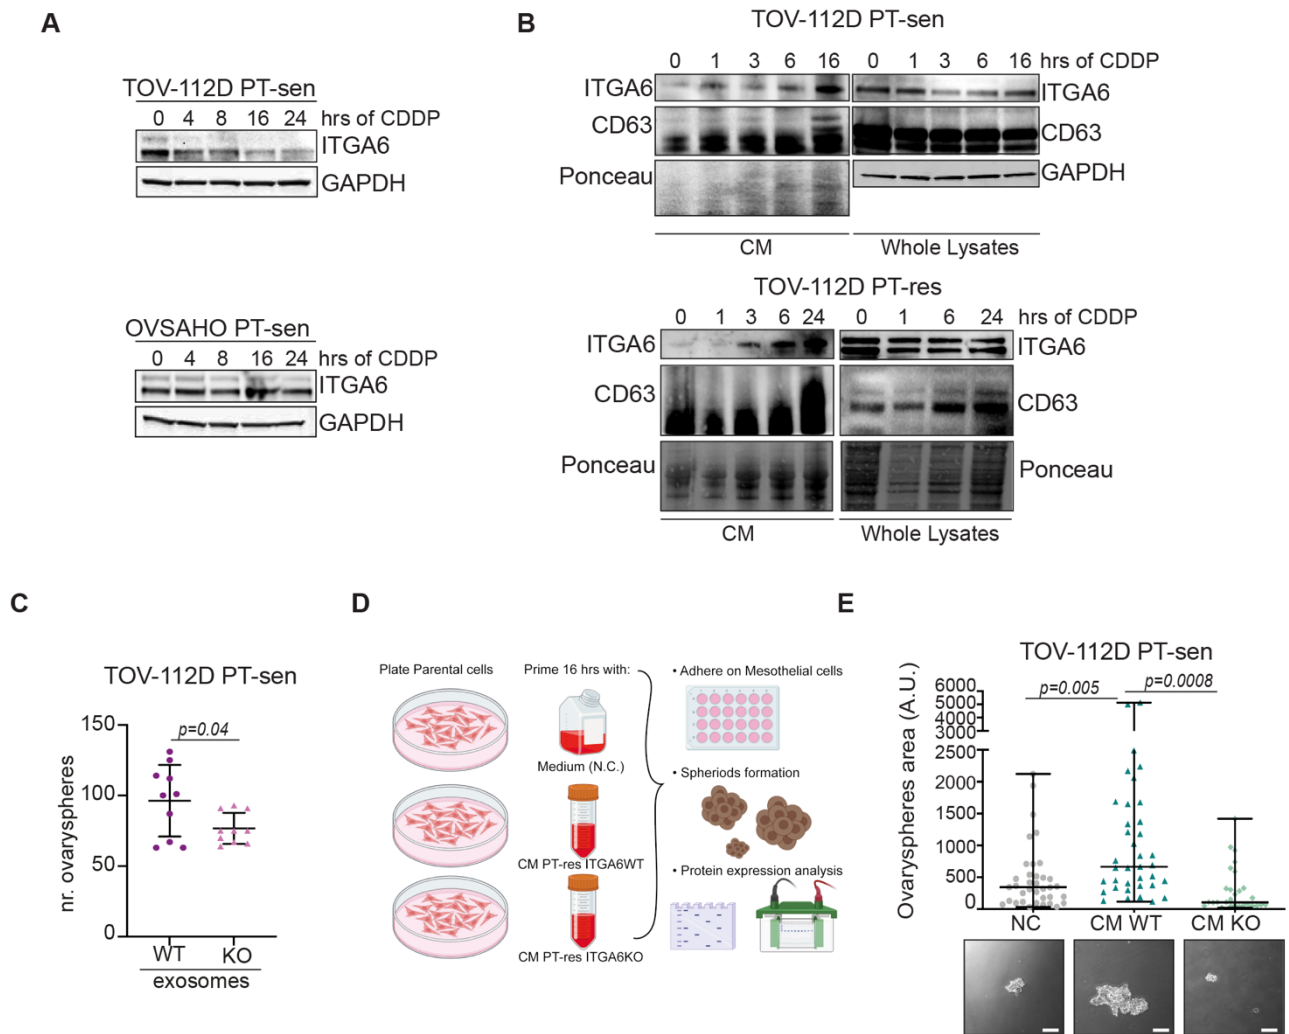 A
TOV-112D PT-sen
0 4 8 16 24 hrs of CDDP
ITGA6
GAPDH
OVSAHO PT-sen
0 4 8 16 24 hrs of CDDP
ITGA6
GAPDH
B
TOV-112D PT-sen
0 1 3 6 16 0 1 3 6 16 hrs of CDDP
ITGA6 ITGA6
CD63 CD63
Ponceau GAPDH
CM Whole Lysates
TOV-112D PT-res
0 1 3 6 24 0 1 6 24 hrs of CDDP
ITGA6 ITGA6
CD63 CD63
Ponceau Ponceau
CM Whole Lysates
C
TOV-112D PT-sen
p=0.04
nr. ovaryspheres
150
100
50
0
WT KO
exosomes
D
Plate Parental cells
Prime 16 hrs with:
Medium (N.C.)
CM PT-res ITGA6WT
CM PT-res ITGA6KO
• Adhere on Mesothelial cells
• Spheriods formation
• Protein expression analysis
E
TOV-112D PT-sen
p=0.005 p=0.0008
Ovaryspheres area (A.U.)
6000
5000
4000
3000
2500
2000
1500
1000
500
0
NC CM WT CM KO